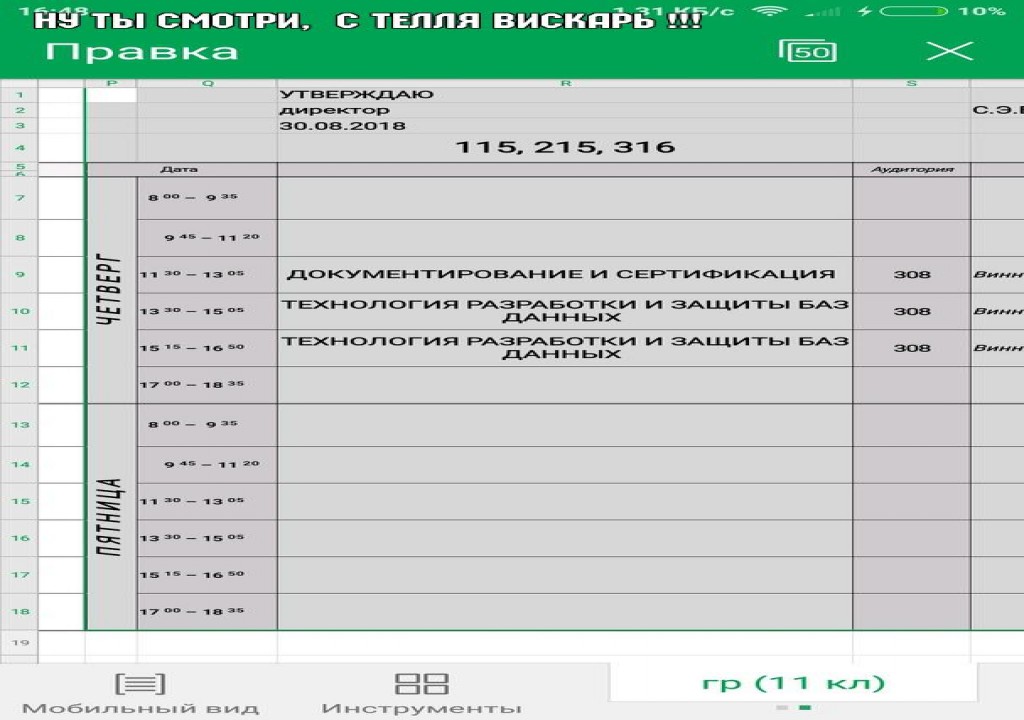 16:48
1,31 КБ/с
10%
НУ ТЫ СМОТРИ, С ТЕЛЛЯ ВИСКАРЬ !!!
Правка
50
P Q R S
1 УТВЕРЖДАЮ
2 директор С.Э.
3 30.08.2018
4 115, 215, 316
5 Дата Аудитория
6
ЧЕТВЕРГ
7 8 00 – 9 35
8 9 45 – 11 20
9 11 30 – 13 05 ДОКУМЕНТИРОВАНИЕ И СЕРТИФИКАЦИЯ 308 Винн
10 13 30 – 15 05 ТЕХНОЛОГИЯ РАЗРАБОТКИ И ЗАЩИТЫ БАЗ 308 Винн
ДАННЫХ
11 15 15 – 16 50 ТЕХНОЛОГИЯ РАЗРАБОТКИ И ЗАЩИТЫ БАЗ 308 Винн
ДАННЫХ
12 17 00 – 18 35
ПЯТНИЦА
13 8 00 – 9 35
14 9 45 – 11 20
15 11 30 – 13 05
16 13 30 – 15 05
17 15 15 – 16 50
18 17 00 – 18 35
19
Мобильный вид
Инструменты
гр (11 кл)